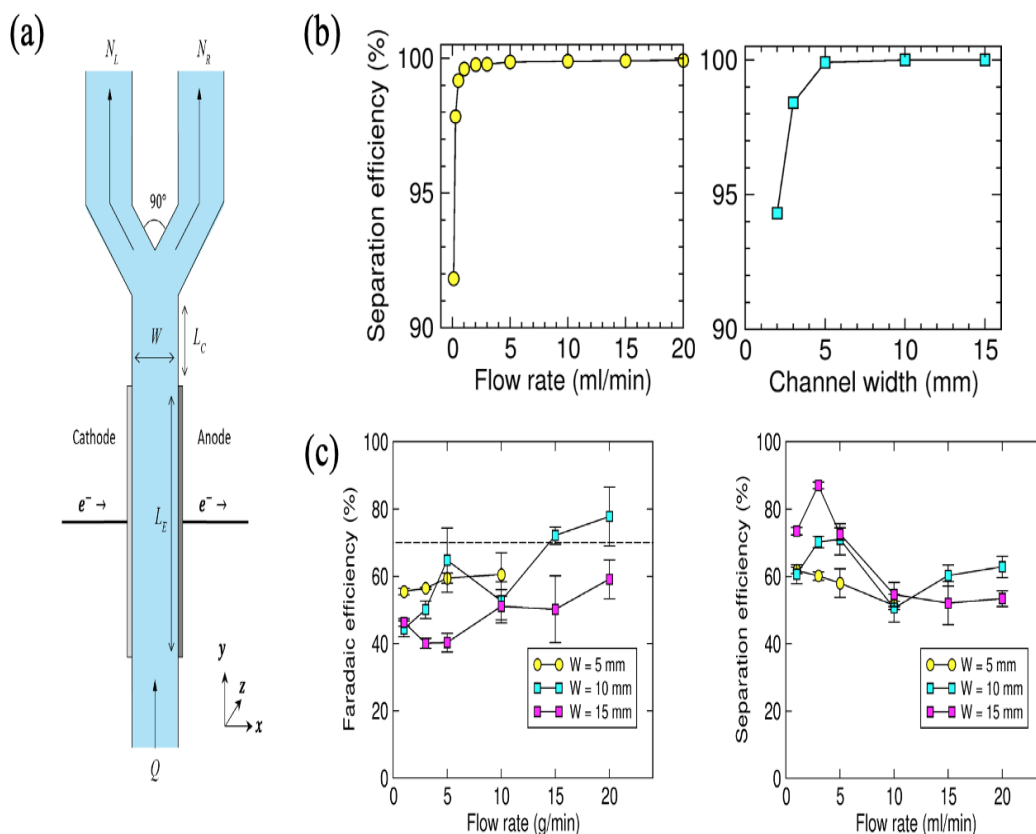 (a)
N_L
N_R
90°
W
L_C
Cathode
Anode
e⁻ →
e⁻ →
L_E
y
z
x
Q
(b)
Separation efficiency (%)
100
95
90
0 5 10 15 20
Flow rate (ml/min)
100
95
90
0 5 10 15
Channel width (mm)
(c)
Faradaic efficiency (%)
100
80
60
40
20
0
W = 5 mm
W = 10 mm
W = 15 mm
0 5 10 15 20
Flow rate (g/min)
Separation efficiency (%)
100
80
60
40
20
0
W = 5 mm
W = 10 mm
W = 15 mm
0 5 10 15 20
Flow rate (ml/min)